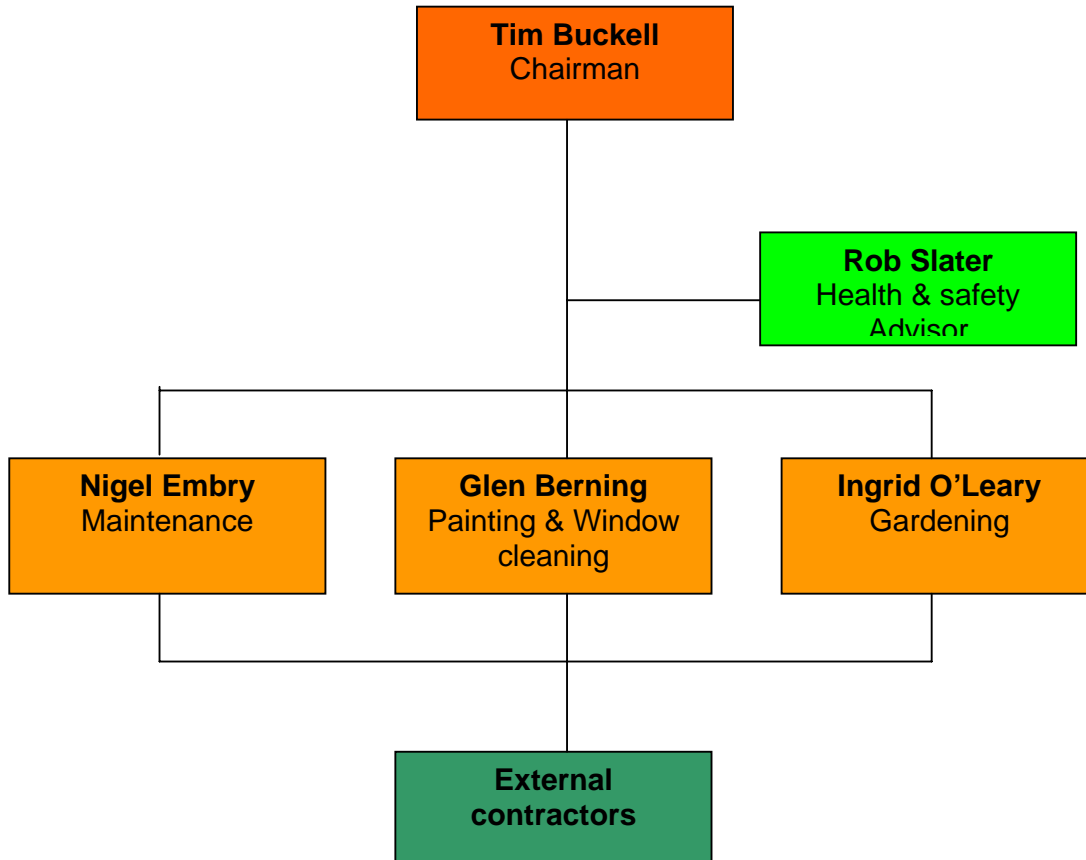 Tim Buckell
Chairman
Rob Slater
Health & safety
Advisor
Nigel Embry
Maintenance
Glen Berning
Painting & Window
cleaning
Ingrid O’Leary
Gardening
External
contractors